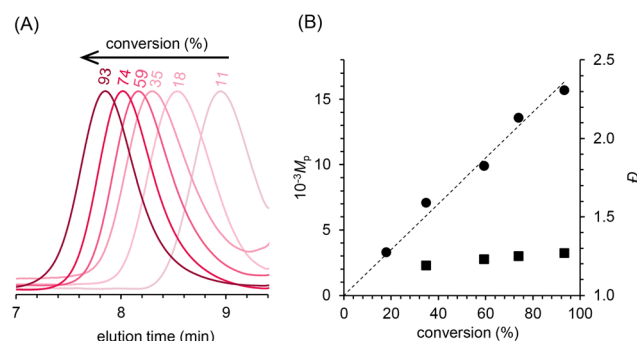 (A)
conversion (%)
93 74 59 35 18 11
7 8 9
elution time (min)
(B)
15
10
5
0
10⁻³Mₚ
2.5
2.0
1.5
1.0
Đ
0 20 40 60 80 100
conversion (%)